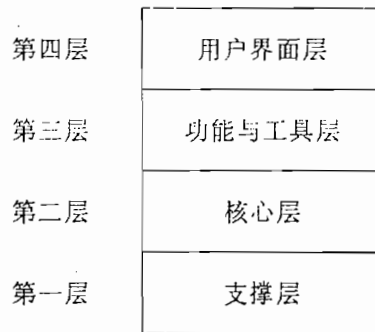 第四层 用户界面层
第三层 功能与工具层
第二层 核心层
第一层 支撑层